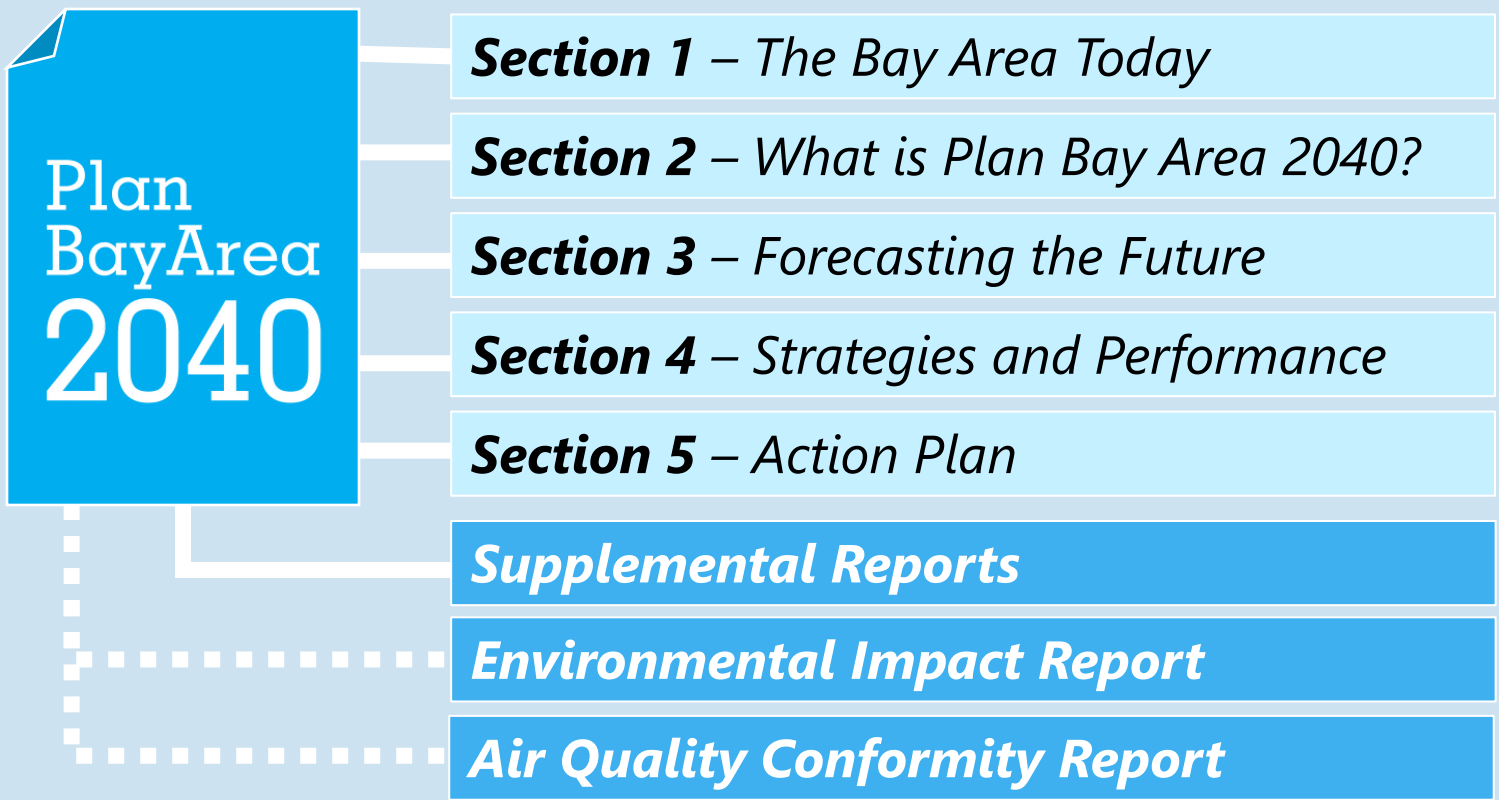 Plan
BayArea
2040
Section 1 – The Bay Area Today
Section 2 – What is Plan Bay Area 2040?
Section 3 – Forecasting the Future
Section 4 – Strategies and Performance
Section 5 – Action Plan
Supplemental Reports
Environmental Impact Report
Air Quality Conformity Report